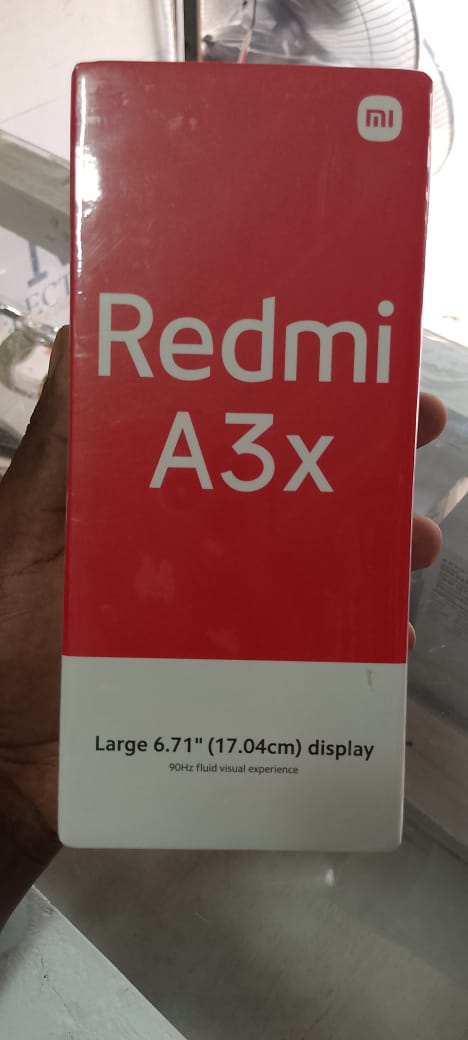 mi
Redmi
A3x
Large 6.71" (17.04cm) display
90Hz fluid visual experience